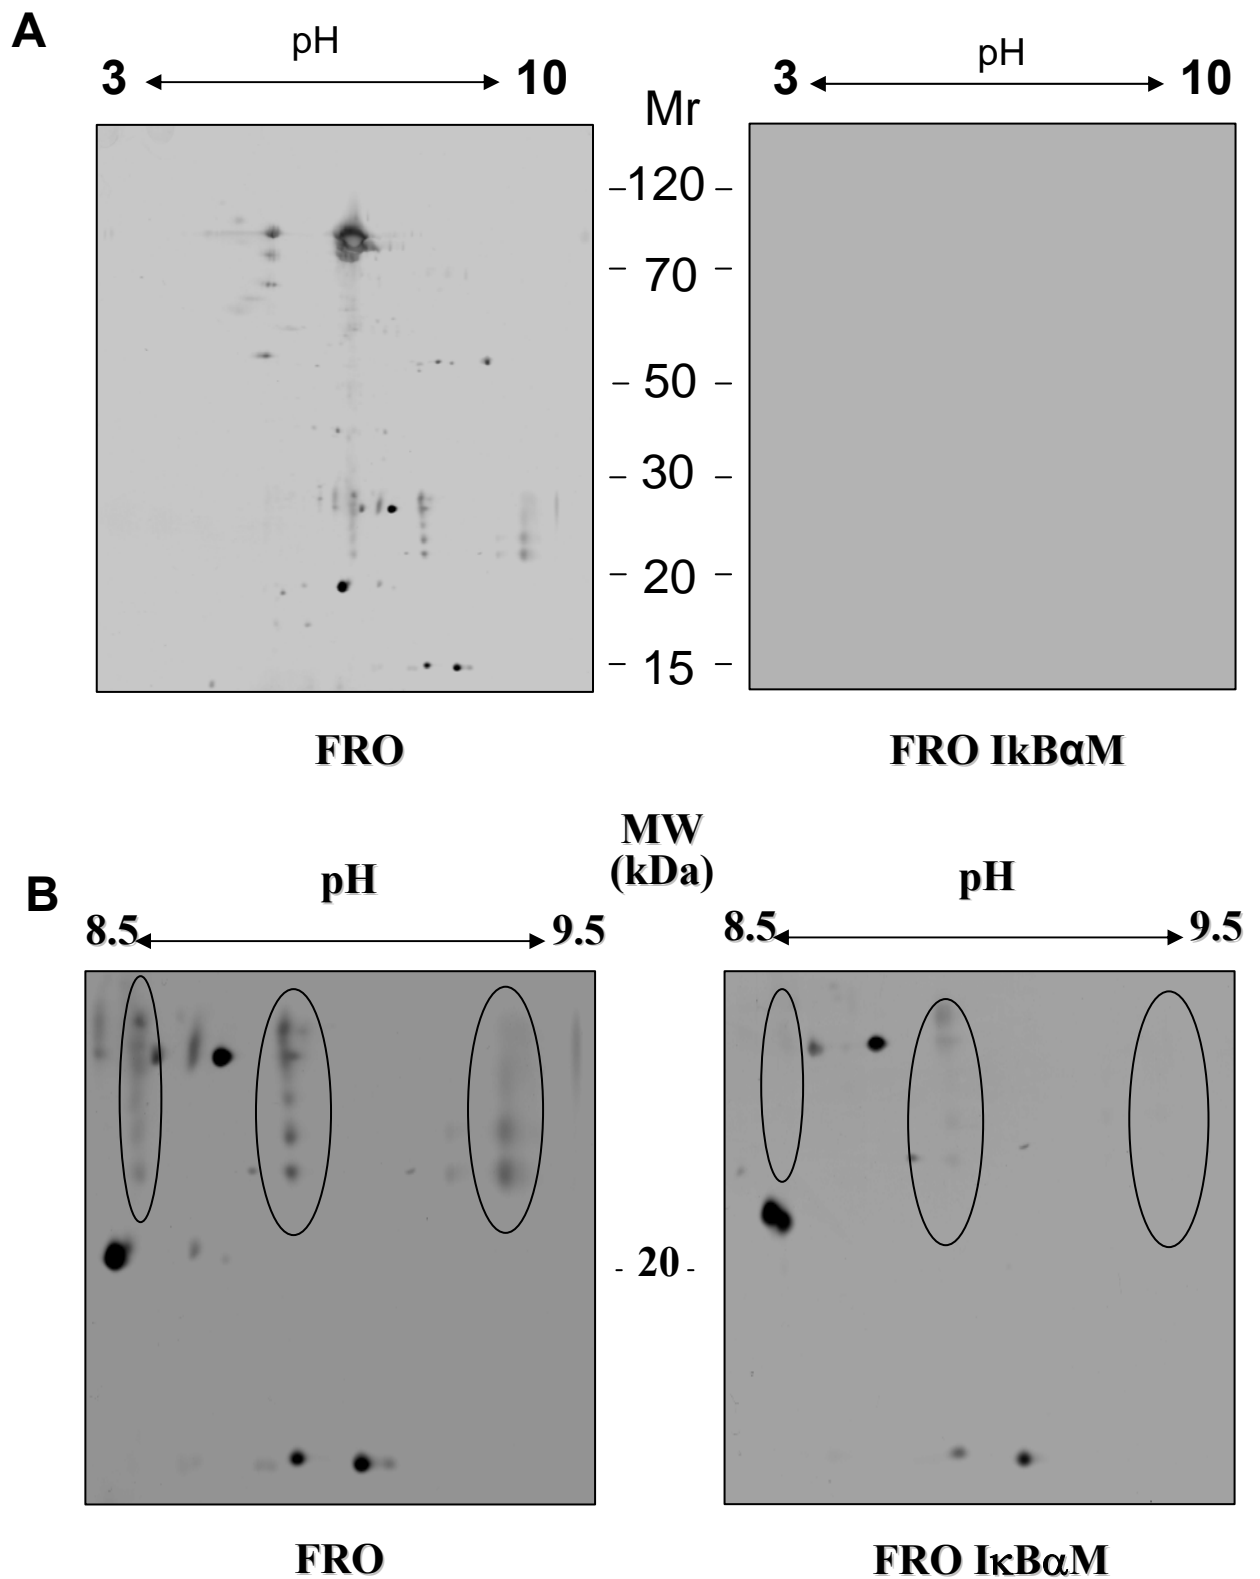 A
pH
3 10
pH
3 10
Mr
–120 –
– 70 –
– 50 –
– 30 –
– 20 –
– 15 –
FRO
FRO IkBαM
MW
(kDa)
B
pH
8.5 9.5
pH
8.5 9.5
- 20 -
FRO
FRO IκBαM